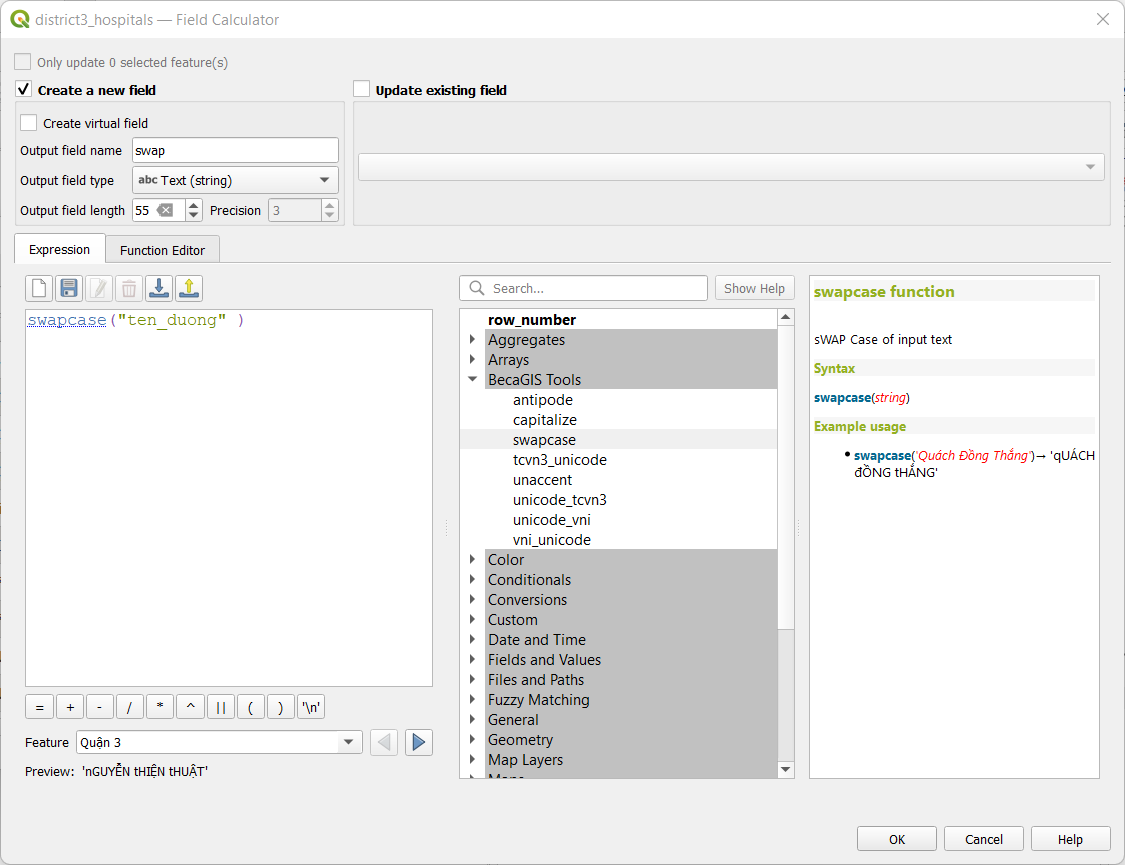 district3_hospitals — Field Calculator
Only update 0 selected feature(s)
Create a new field
Update existing field
Create virtual field
Output field name swap
Output field type abc Text (string)
Output field length 55 Precision 3
Expression Function Editor
swapcase("ten_duong" )
= + - / * ^ || ( ) '\n'
Feature Quận 3
Preview: 'nGUYỄN tHIỆN tHUẬT'
Search... Show Help
row_number
Aggregates
Arrays
BecaGIS Tools
antipode
capitalize
swapcase
tcvn3_unicode
unaccent
unicode_tcvn3
unicode_vni
vni_unicode
Color
Conditionals
Conversions
Custom
Date and Time
Fields and Values
Files and Paths
Fuzzy Matching
General
Geometry
Map Layers
swapcase function
sWAP Case of input text
Syntax
swapcase(string)
Example usage
• swapcase('Quách Đồng Thắng')→ 'qUÁCH
đỒNG tHẮNG'
OK Cancel Help